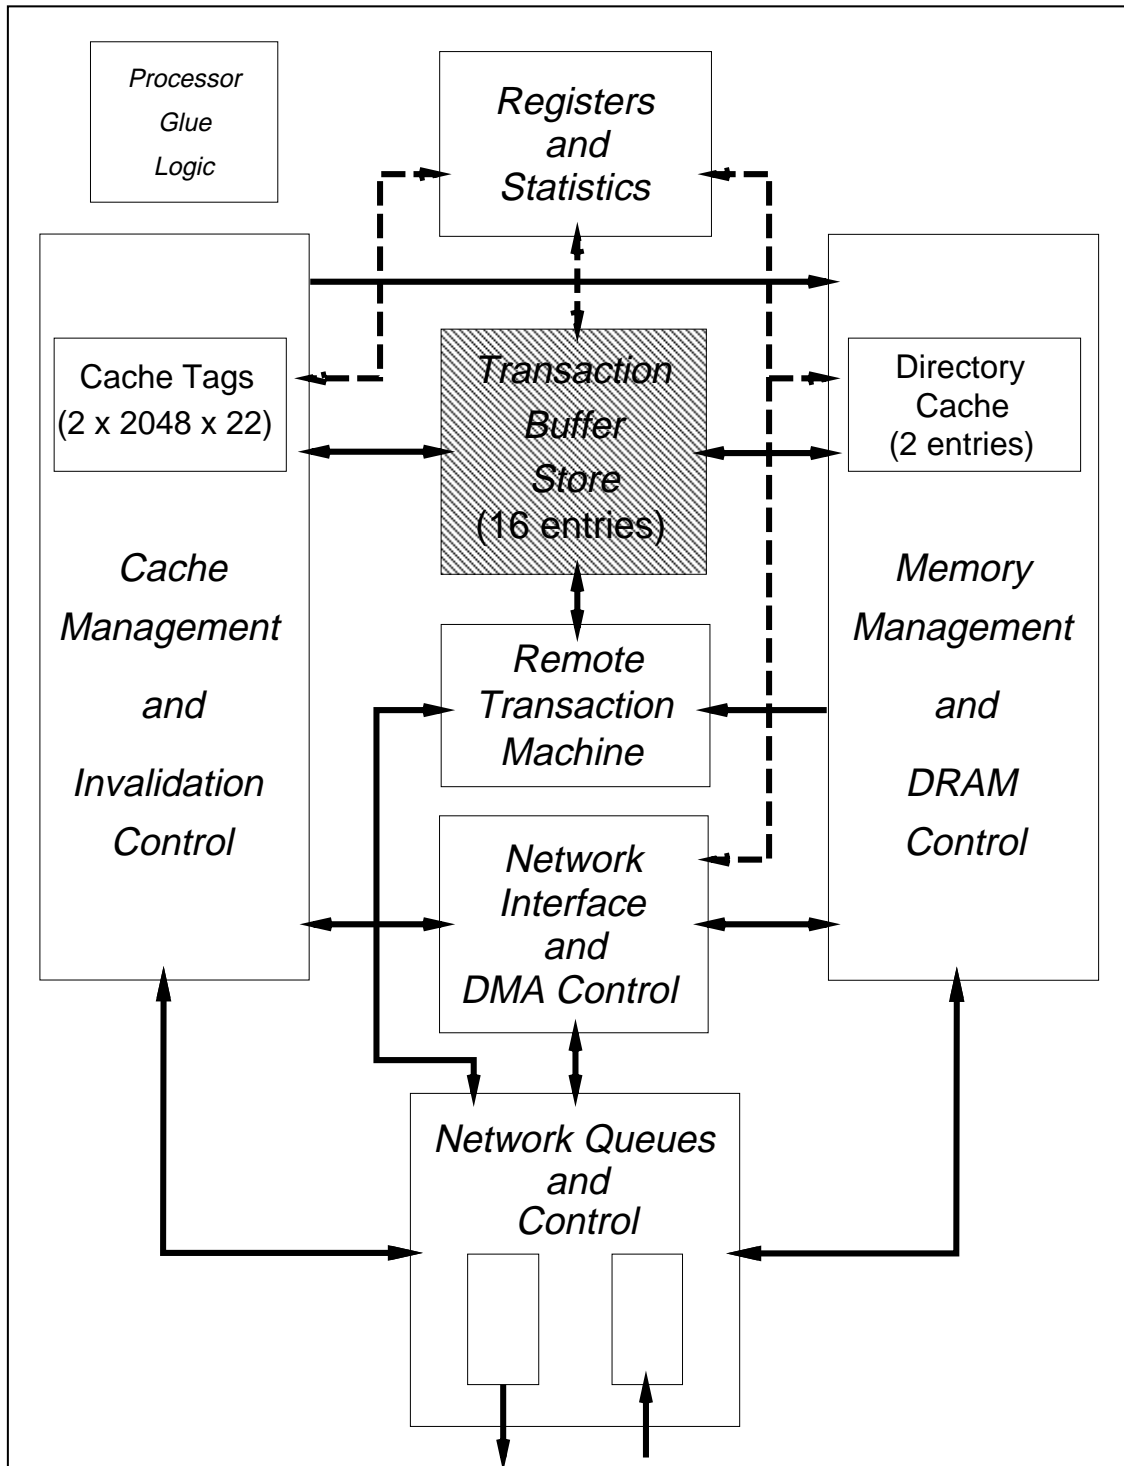 Processor
Glue
Logic
Registers
and
Statistics
Cache Tags
(2 x 2048 x 22)
Transaction
Buffer
Store
(16 entries)
Directory
Cache
(2 entries)
Cache
Management
and
Invalidation
Control
Memory
Management
and
DRAM
Control
Remote
Transaction
Machine
Network
Interface
and
DMA Control
Network Queues
and
Control